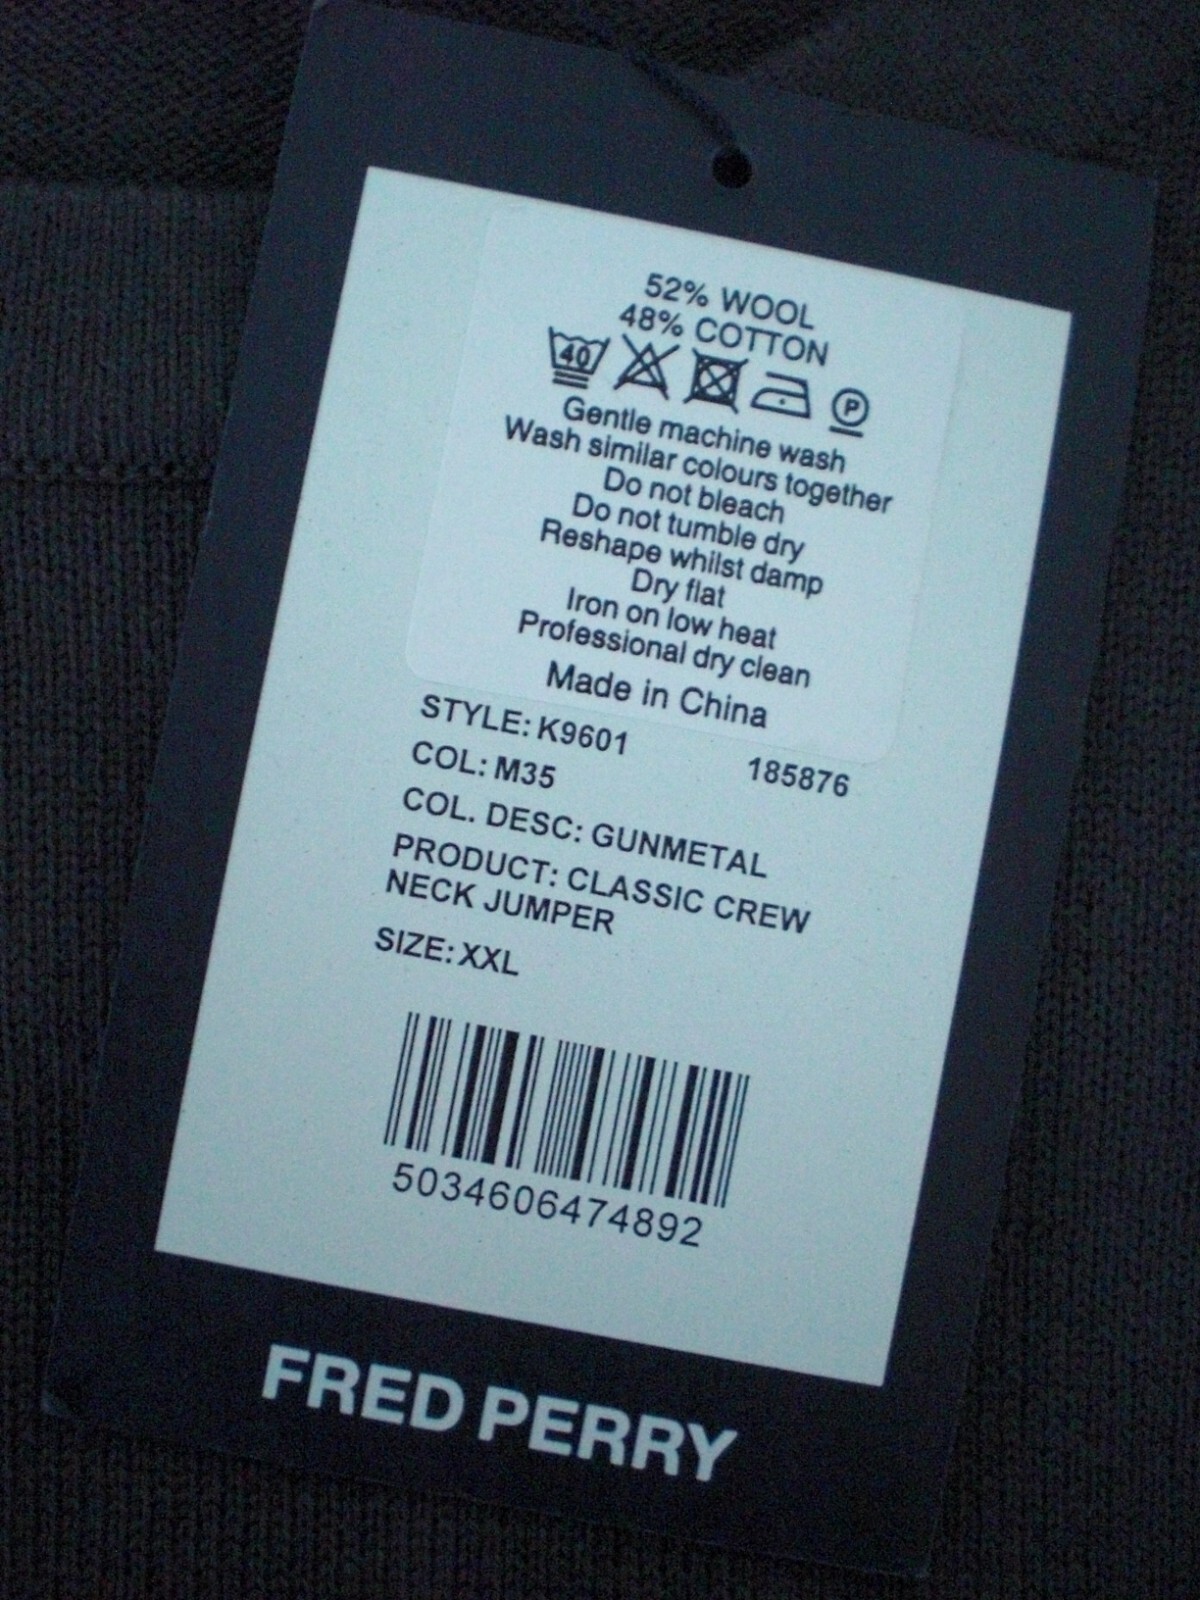 52% WOOL
48% COTTON
40 P
Gentle machine wash
Wash similar colours together
Do not bleach
Do not tumble dry
Reshape whilst damp
Dry flat
Iron on low heat
Professional dry clean
Made in China
STYLE: K9601 185876
COL: M35
COL. DESC: GUNMETAL
PRODUCT: CLASSIC CREW
NECK JUMPER
SIZE: XXL
5034606474892
FRED PERRY